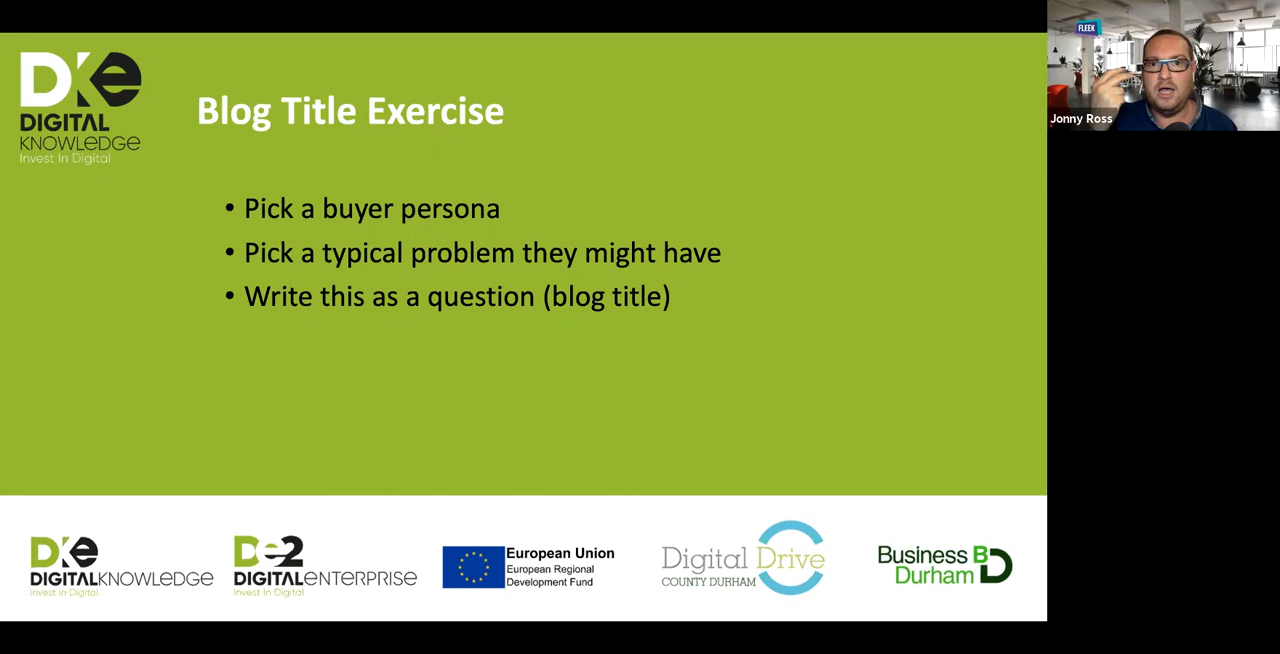 DKe
DIGITAL
KNOWLEDGE
Invest In Digital
Blog Title Exercise
• Pick a buyer persona
• Pick a typical problem they might have
• Write this as a question (blog title)
FLEEK
Jonny Ross
DKe
DIGITALKNOWLEDGE
Invest In Digital
De2
DIGITALENTERPRISE
Invest In Digital
European Union
European Regional
Development Fund
Digital Drive
COUNTY DURHAM
Business
Durham
BD